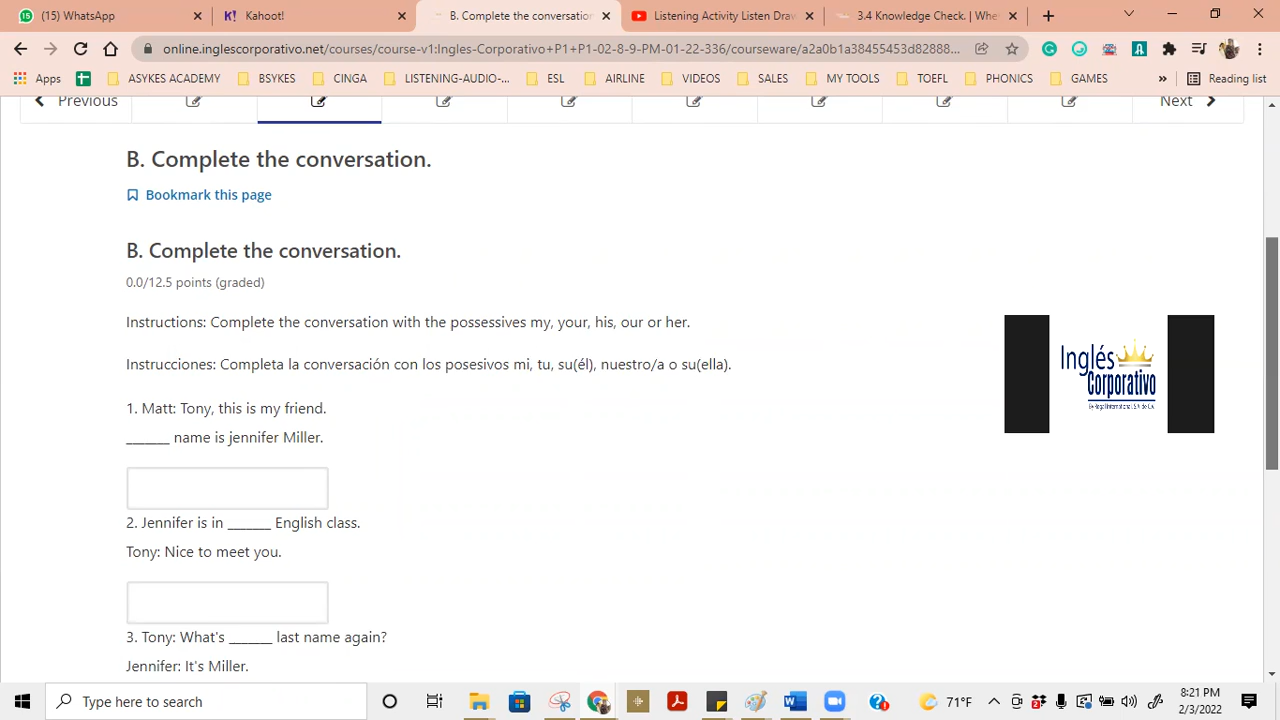 (15) WhatsApp
Kahoot!
B. Complete the conversation
Listening Activity Listen Draw
3.4 Knowledge Check. | Whe
online.inglescorporativo.net/courses/course-v1:Ingles-Corporativo+P1+P1-02-8-9-PM-01-22-336/courseware/a2a0b1a38455453d82888...
Apps
ASYKES ACADEMY
BSYKES
CINGA
LISTENING-AUDIO-...
ESL
AIRLINE
VIDEOS
SALES
MY TOOLS
TOEFL
PHONICS
GAMES
»
Reading list
Previous
Next
B. Complete the conversation.
Bookmark this page
B. Complete the conversation.
0.0/12.5 points (graded)
Instructions: Complete the conversation with the possessives my, your, his, our or her.
Instrucciones: Completa la conversación con los posesivos mi, tu, su(él), nuestro/a o su(ella).
Inglés
Corporativo
1. Matt: Tony, this is my friend.
______ name is jennifer Miller.
2. Jennifer is in ______ English class.
Tony: Nice to meet you.
3. Tony: What's ______ last name again?
Jennifer: It's Miller.
Type here to search
71°F
8:21 PM
2/3/2022